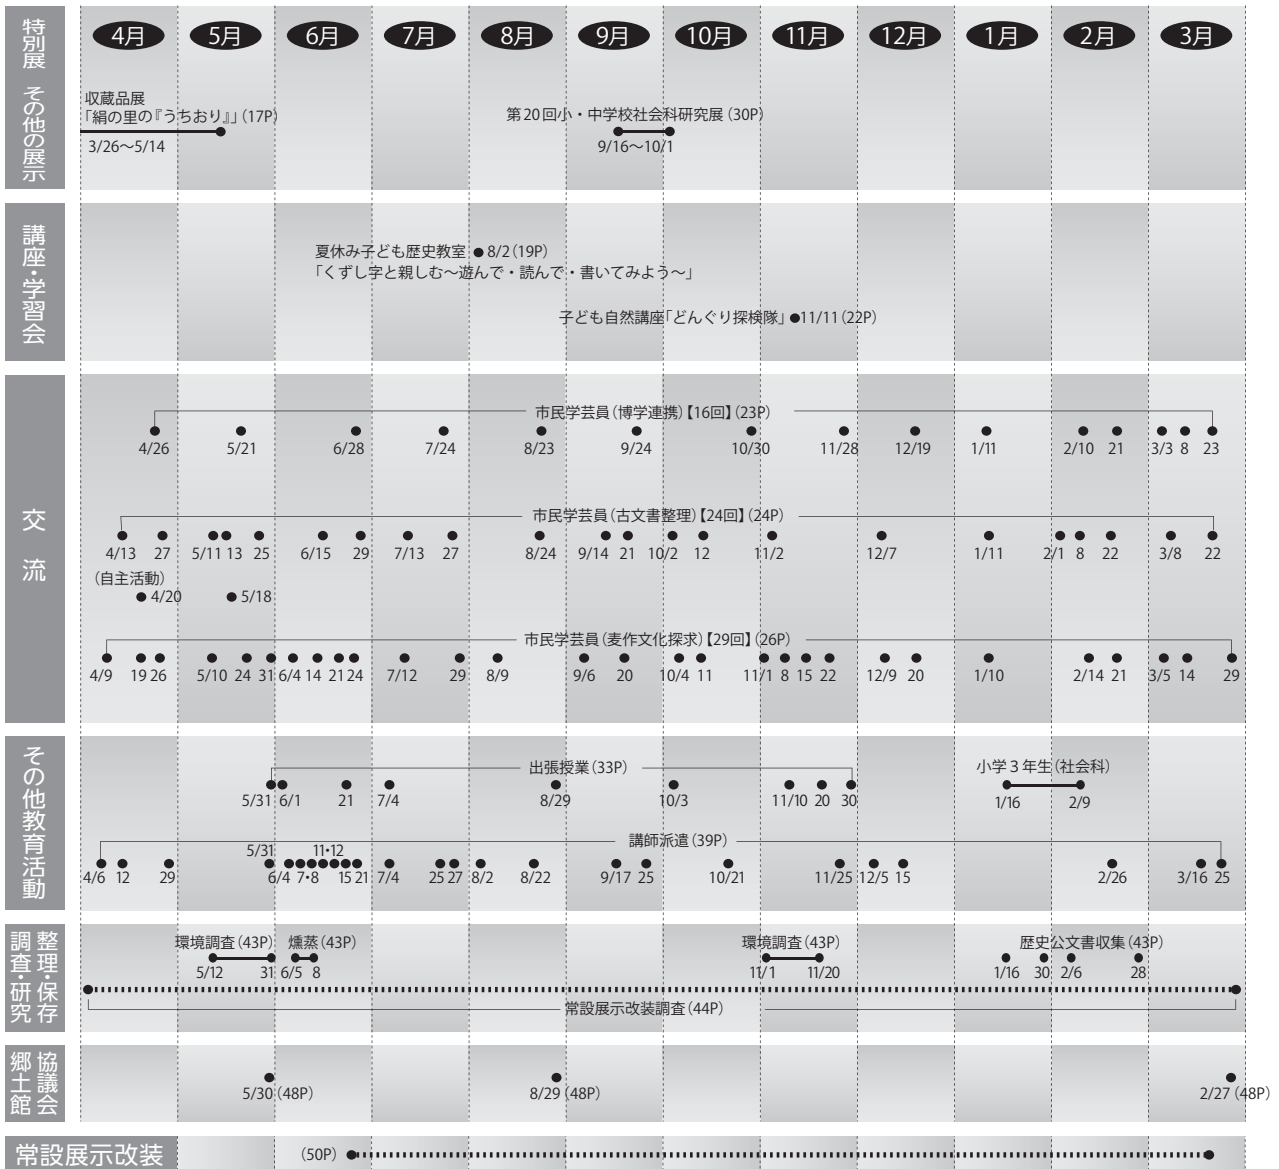 4月 5月 6月 7月 8月 9月 10月 11月 12月 1月 2月 3月
特別展 その他の展示
収蔵品展
「絹の里の『うちおり』」(17P)
3/26～5/14
第20回小・中学校社会科研究展(30P)
9/16～10/1
講座・学習会
夏休み子ども歴史教室 ●8/2(19P)
「くずし字と親しむ～遊んで・読んで・書いてみよう～」
子ども自然講座「どんぐり探検隊」●11/11(22P)
交流
市民学芸員(博学連携)【16回】(23P)
4/26 5/21 6/28 7/24 8/23 9/24 10/30 11/28 12/19 1/11 2/10 21 3/3 8 23
市民学芸員(古文書整理)【24回】(24P)
4/13 27 5/11 13 25 6/15 29 7/13 27 8/24 9/14 21 10/2 12 11/2 12/7 1/11 2/1 8 22 3/8 22
(自主活動)
●4/20 ●5/18
市民学芸員(麦作文化探求)【29回】(26P)
4/9 19 26 5/10 24 31 6/4 14 21 24 7/12 29 8/9 9/6 20 10/4 11 11/1 8 15 22 12/9 20 1/10 2/14 21 3/5 14 29
その他教育活動
出張授業(33P)
小学3年生(社会科)
5/31 6/1 21 7/4 8/29 10/3 11/10 20 30 1/16 2/9
講師派遣(39P)
5/31 11・12
4/6 12 29 6/4 7・8 15 21 7/4 25 27 8/2 8/22 9/17 25 10/21 11/25 12/5 15 2/26 3/16 25
整理・保存
調査・研究
環境調査(43P) 燻蒸(43P) 環境調査(43P) 歴史公文書収集(43P)
5/12 31 6/5 8 11/1 11/20 1/16 30 2/6 28
常設展示改装調査(44P)
協議会
郷土館
5/30(48P) 8/29(48P) 2/27(48P)
常設展示改装
(50P)